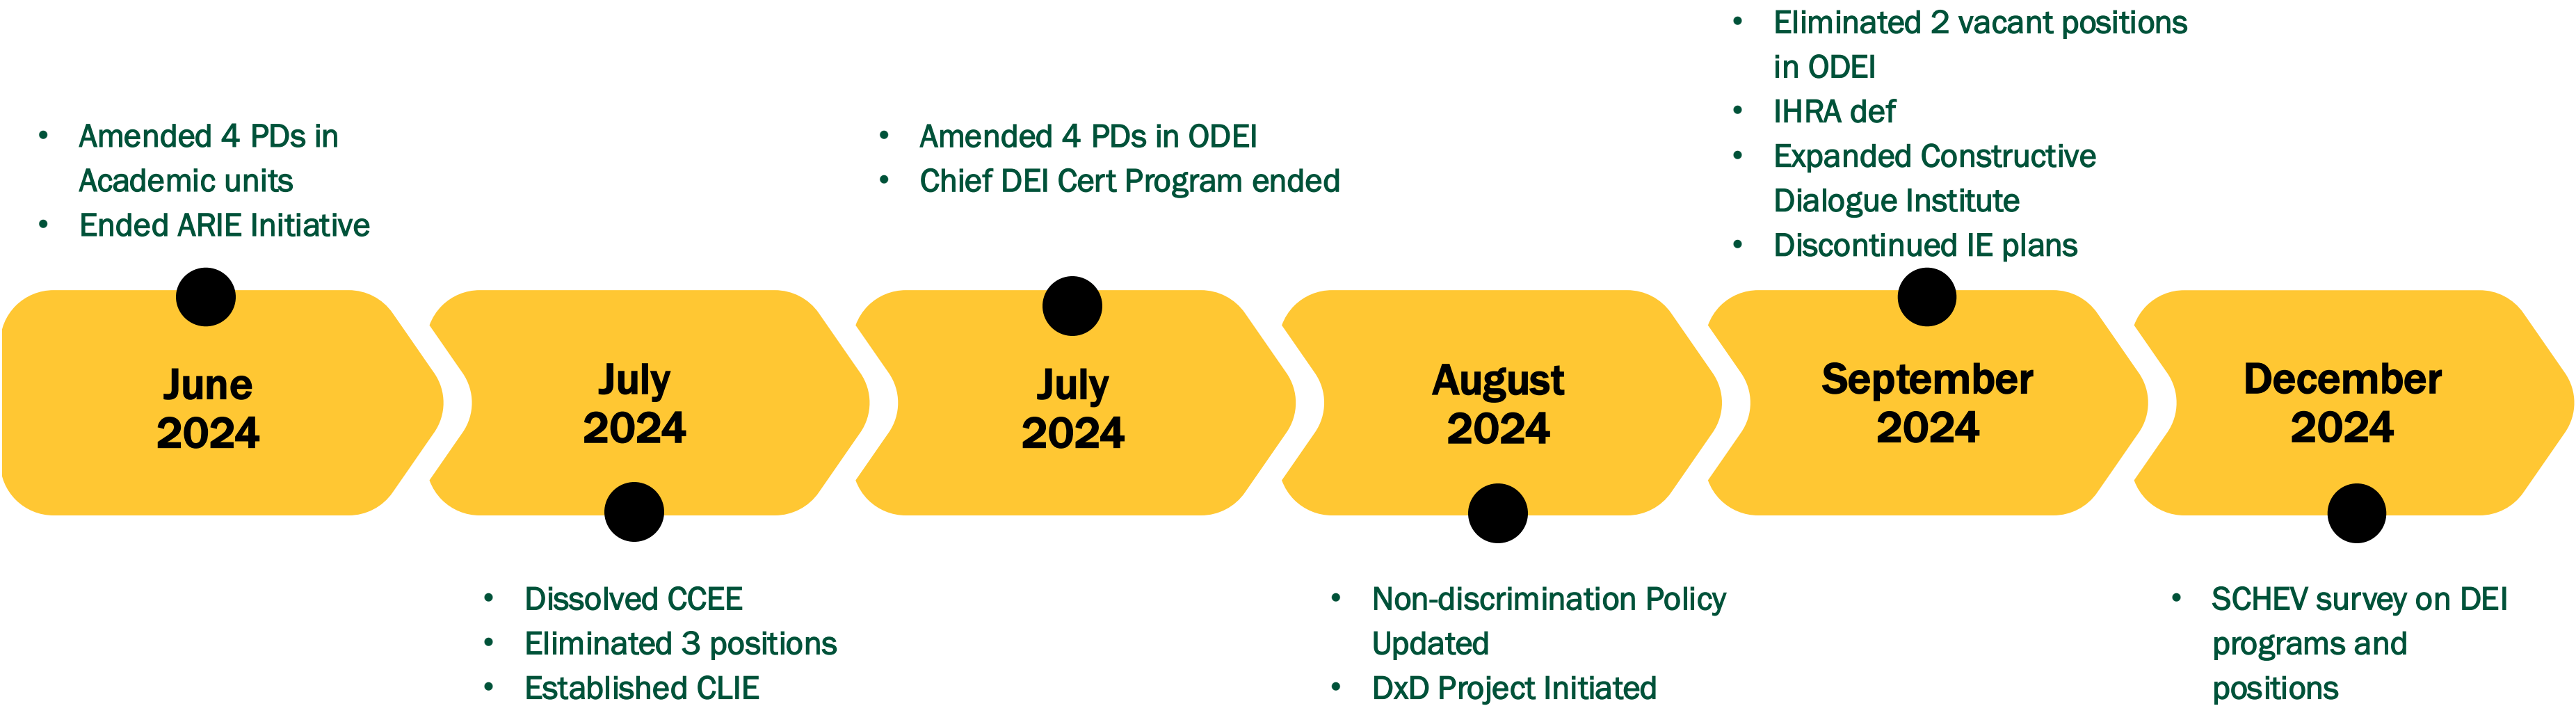 • Amended 4 PDs in
Academic units
• Ended ARIE Initiative
June
2024
July
2024
• Dissolved CCEE
• Eliminated 3 positions
• Established CLIE
• Amended 4 PDs in ODEI
• Chief DEI Cert Program ended
July
2024
August
2024
• Non-discrimination Policy
Updated
• DxD Project Initiated
• Eliminated 2 vacant positions
in ODEI
• IHRA def
• Expanded Constructive
Dialogue Institute
• Discontinued IE plans
September
2024
December
2024
• SCHEV survey on DEI
programs and
positions